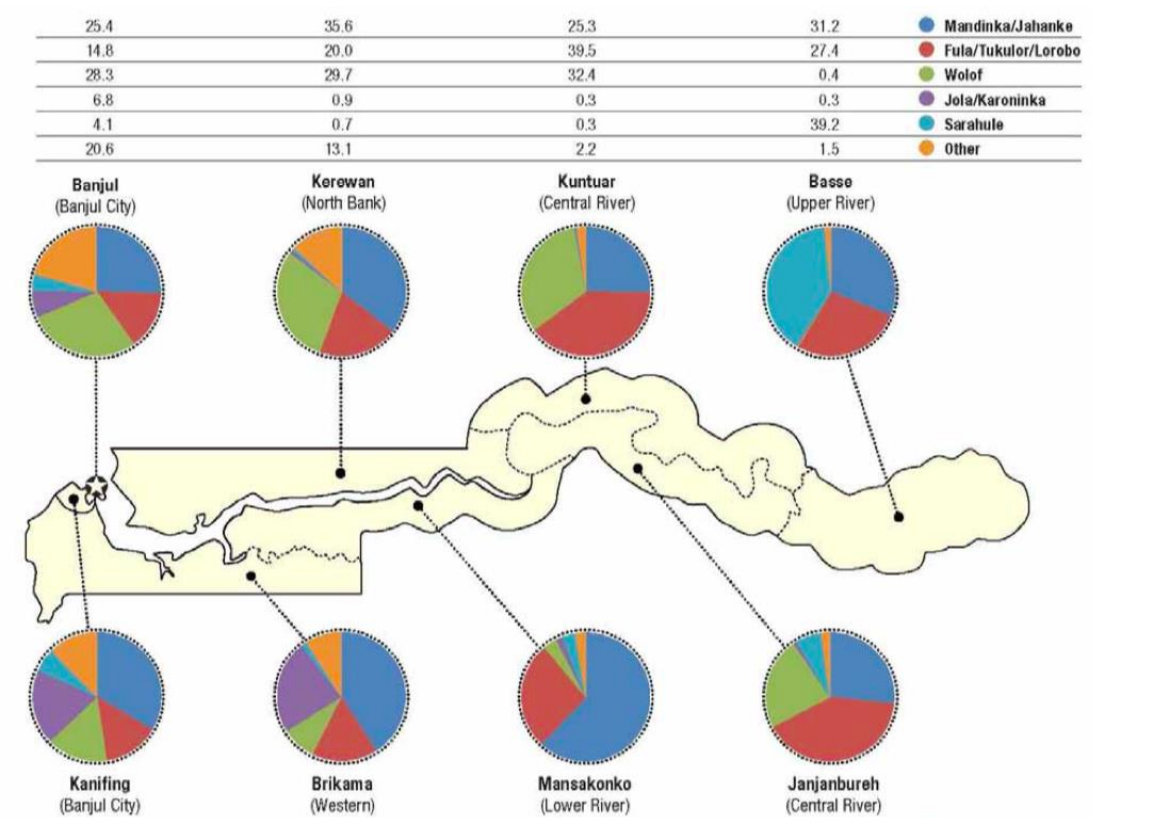 25.4 35.6 25.3 31.2 Mandinka/Jahanke
14.8 20.0 39.5 27.4 Fula/Tukulor/Lorobo
28.3 29.7 32.4 0.4 Wolof
6.8 0.9 0.3 0.3 Jola/Karoninka
4.1 0.7 0.3 39.2 Sarahule
20.6 13.1 2.2 1.5 Other
Banjul Kerewan Kuntuar Basse
(Banjul City) (North Bank) (Central River) (Upper River)
Kanifing Brikama Mansakonko Janjanbureh
(Banjul City) (Western) (Lower River) (Central River)